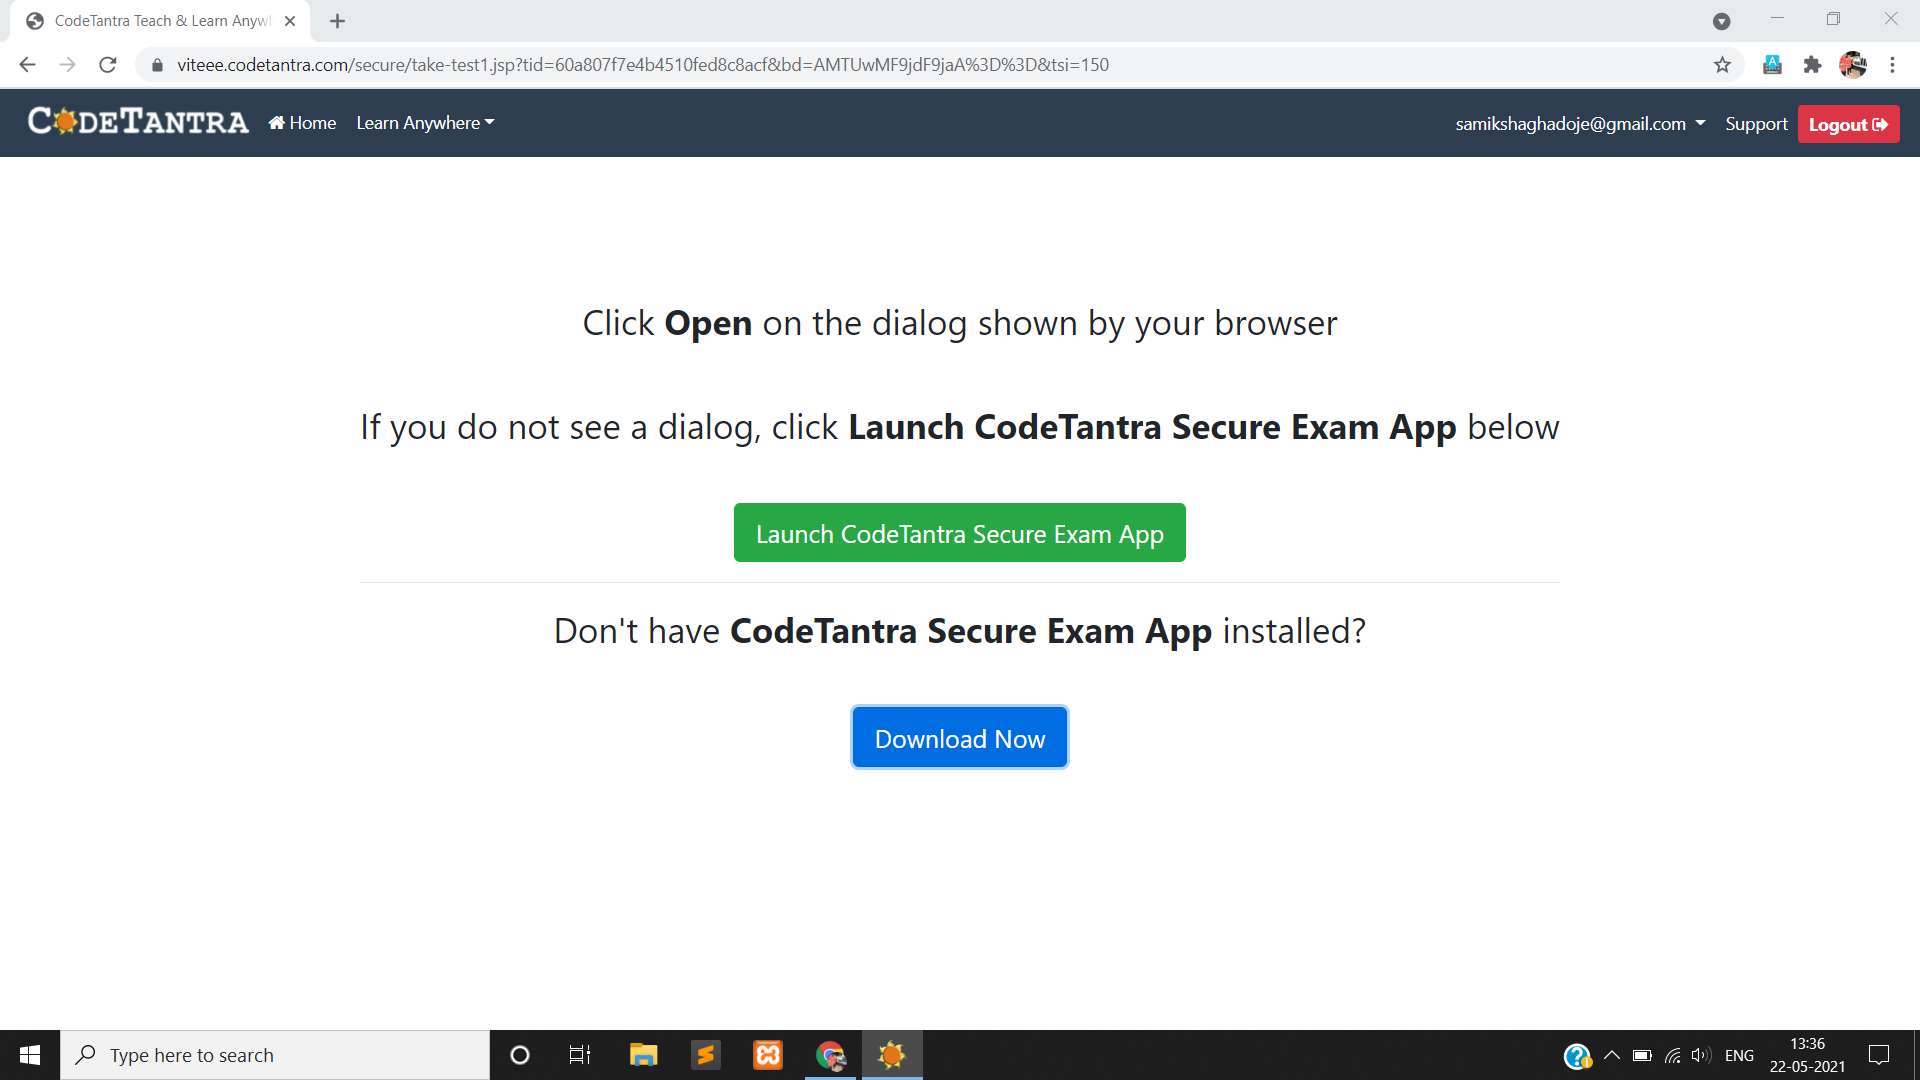 CodeTantra Teach & Learn Anyw
viteee.codetantra.com/secure/take-test1.jsp?tid=60a807f7e4b4510fed8c8acf&bd=AMTUwMF9jdF9jaA%3D%3D&tsi=150
CODETANTRA Home Learn Anywhere samikshaghadoje@gmail.com Support Logout
Click Open on the dialog shown by your browser
If you do not see a dialog, click Launch CodeTantra Secure Exam App below
Launch CodeTantra Secure Exam App
Don't have CodeTantra Secure Exam App installed?
Download Now
Type here to search
ENG
13:36
22-05-2021